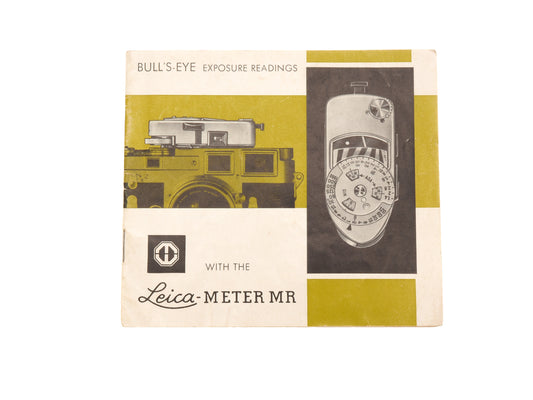 BULL'S-EYE EXPOSURE READINGS
WITH THE
Leica-METER MR